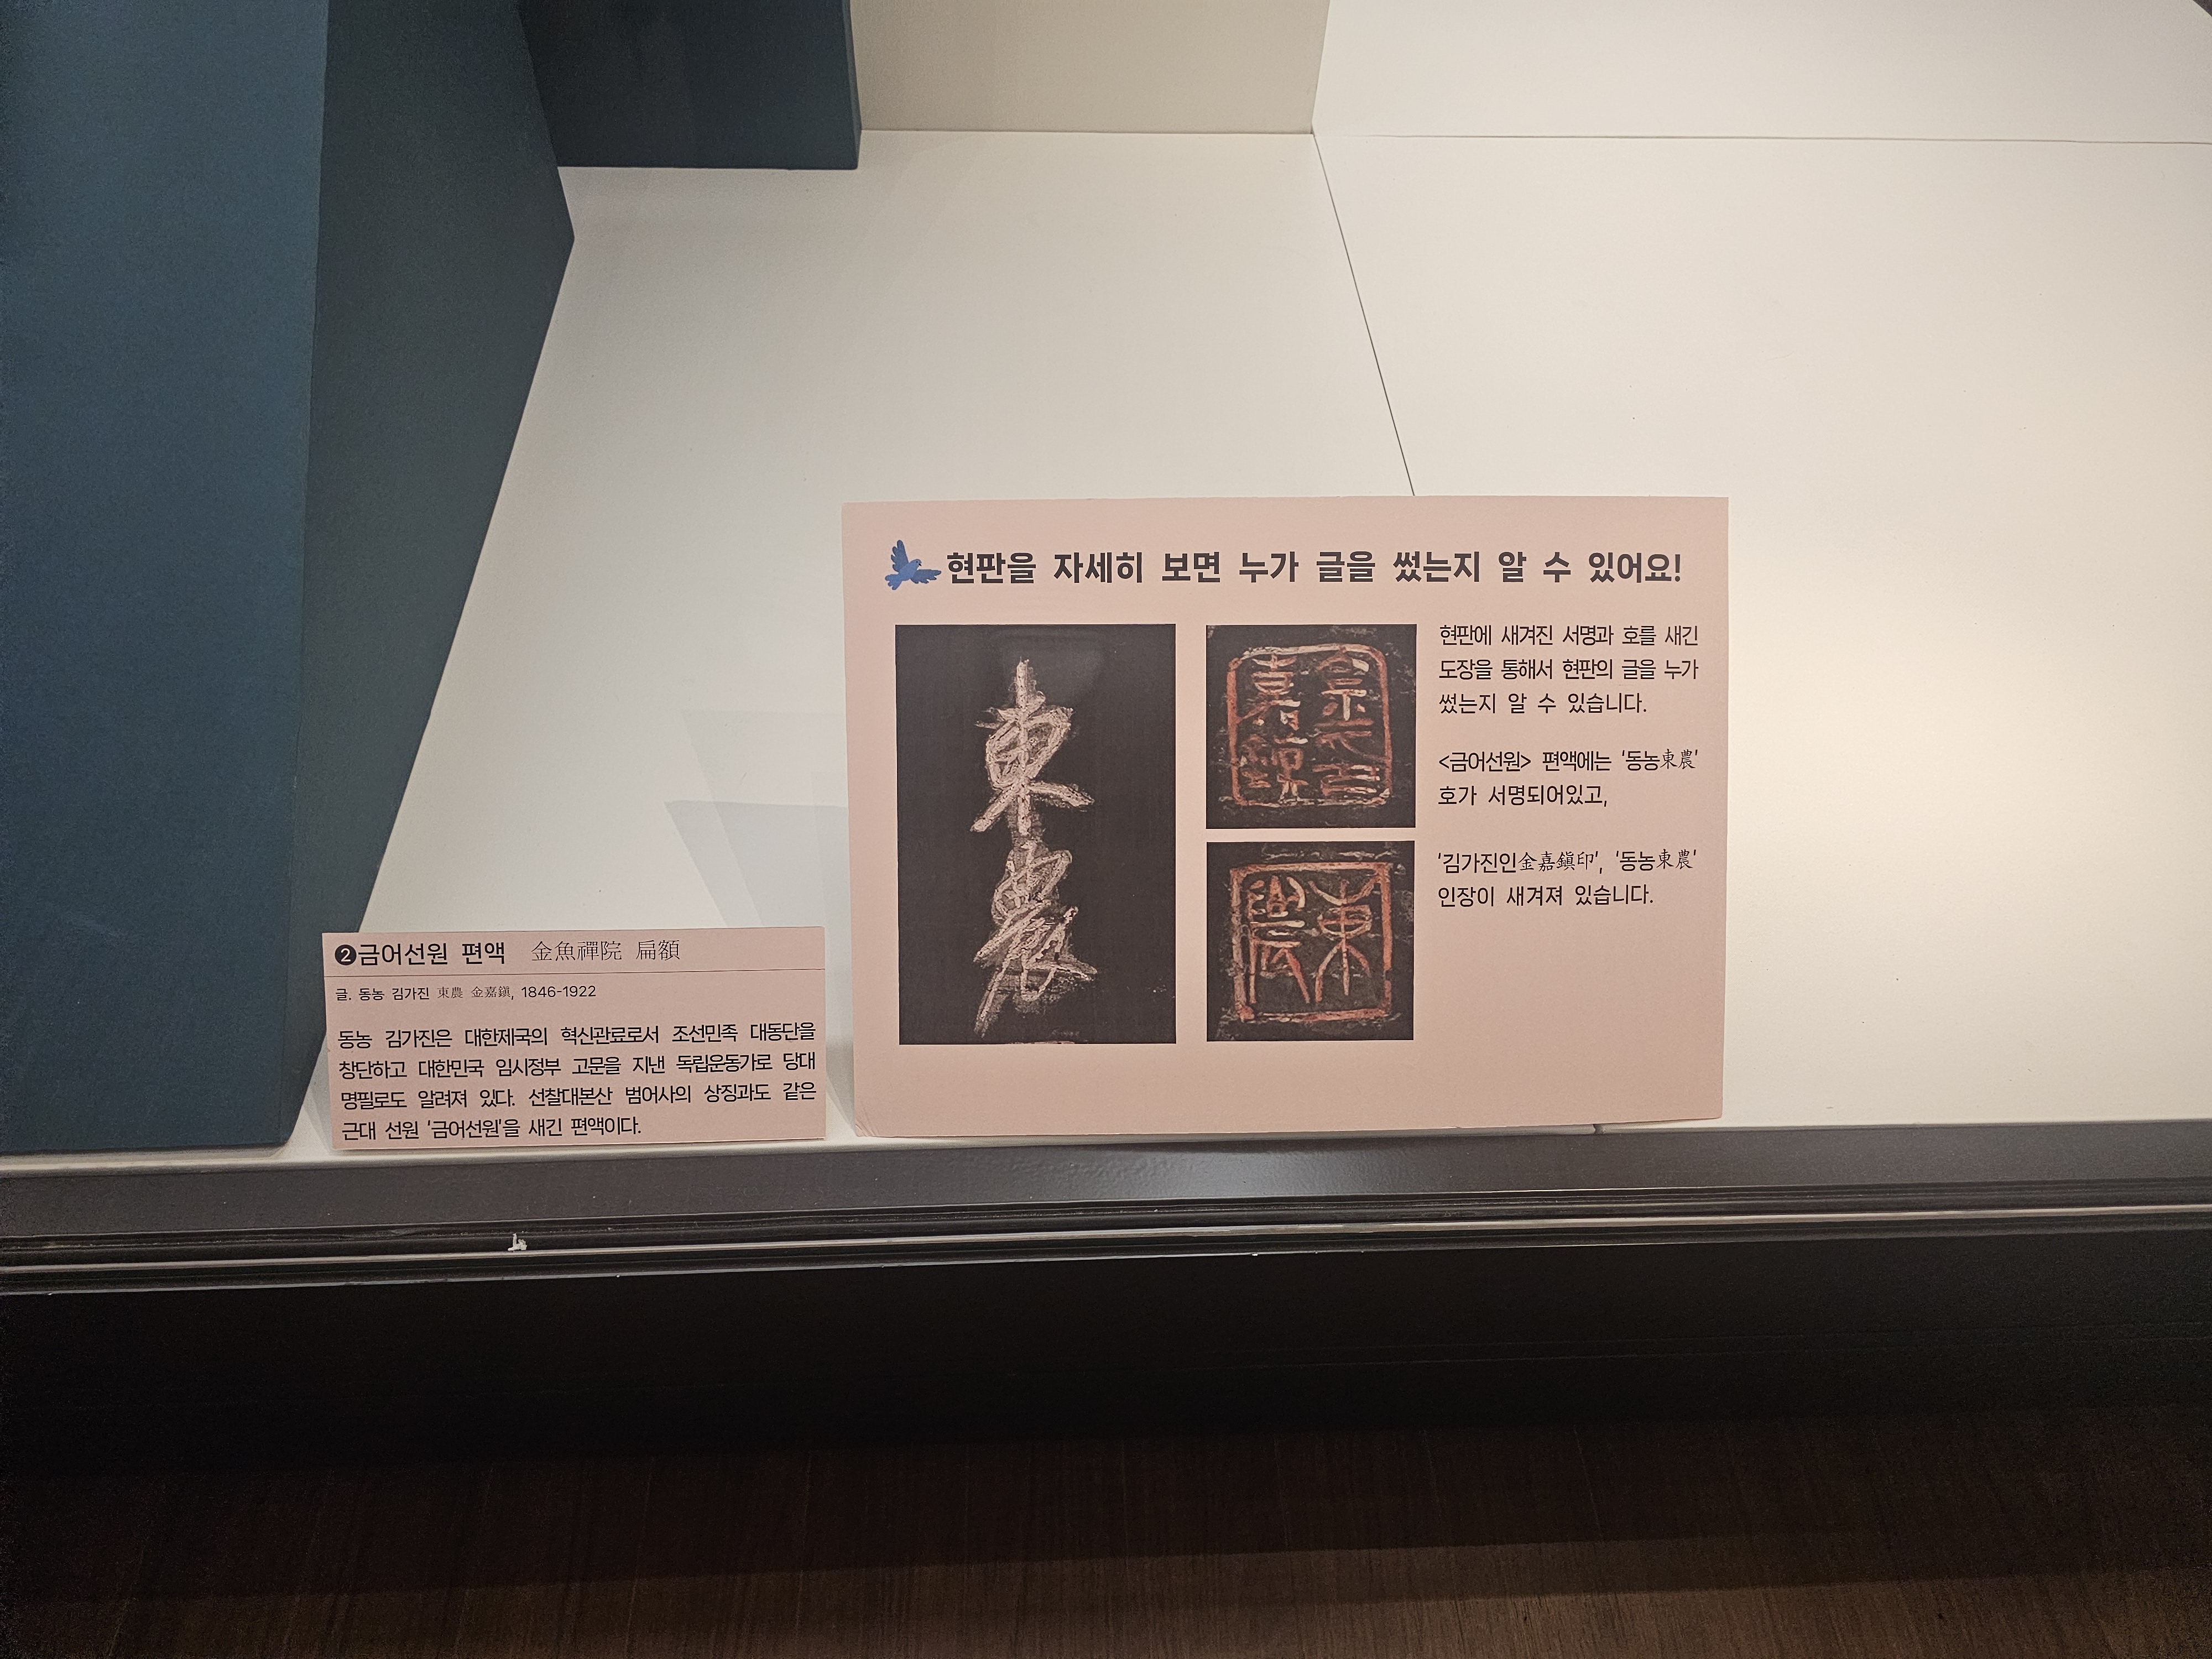 ❷금어선원 편액 金魚禪院 扁額
글. 동농 김가진 東農 金嘉鎭, 1846-1922
동농 김가진은 대한제국의 혁신관료로서 조선민족 대동단을
창단하고 대한민국 임시정부 고문을 지낸 독립운동가로 당대
명필로도 알려져 있다. 선찰대본산 범어사의 상징과도 같은
근대 선원 '금어선원'을 새긴 편액이다.
현판을 자세히 보면 누가 글을 썼는지 알 수 있어요!
東農
金嘉鎭印
東農
현판에 새겨진 서명과 호를 새긴
도장을 통해서 현판의 글을 누가
썼는지 알 수 있습니다.
<금어선원> 편액에는 '동농東農'
호가 서명되어있고,
'김가진인金嘉鎭印', '동농東農'
인장이 새겨져 있습니다.